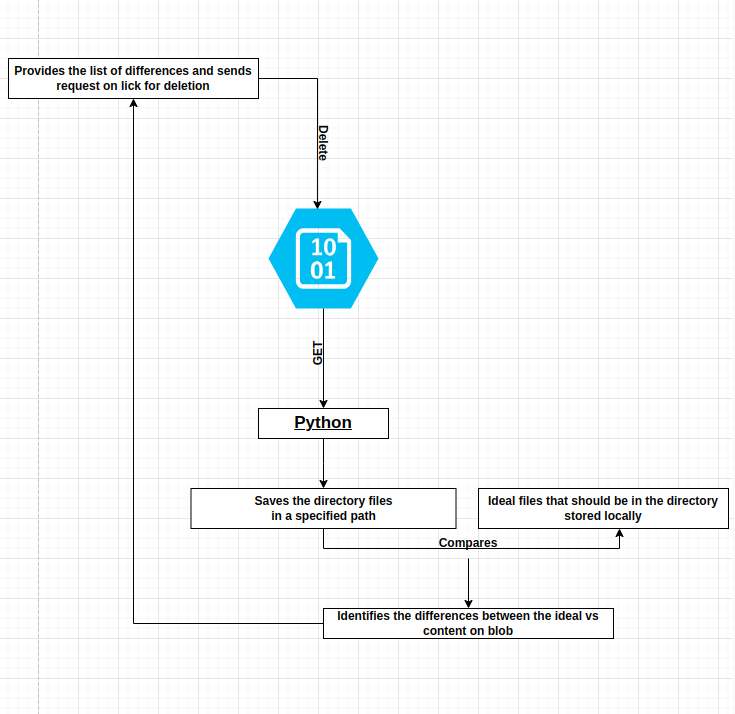 Provides the list of differences and sends
request on lick for deletion
Delete
10
01
GET
Python
Saves the directory files
in a specified path
Ideal files that should be in the directory
stored locally
Compares
Identifies the differences between the ideal vs
content on blob